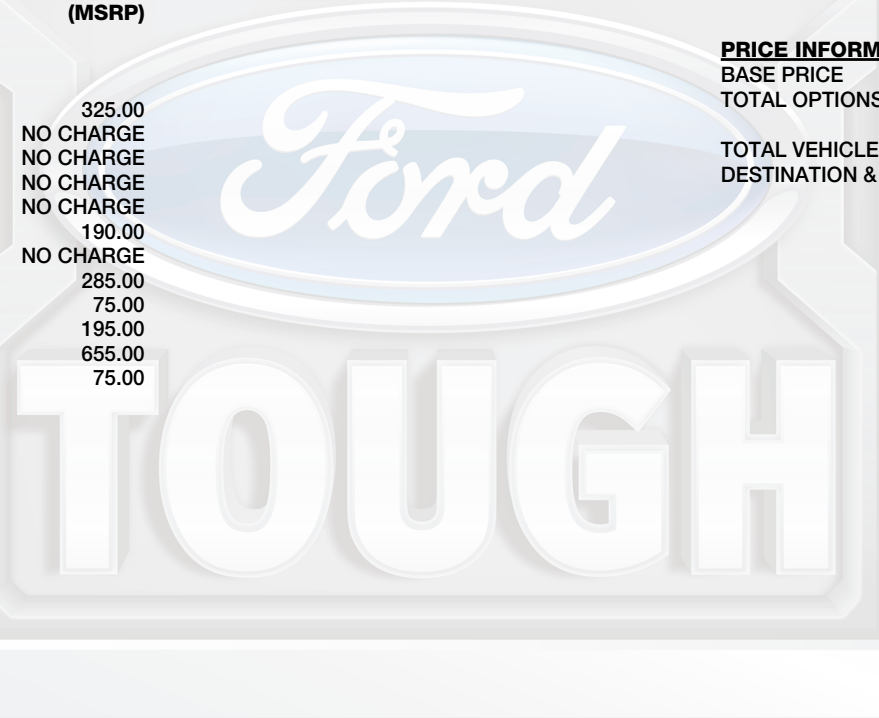 (MSRP)
325.00
NO CHARGE
NO CHARGE
NO CHARGE
NO CHARGE
190.00
NO CHARGE
285.00
75.00
195.00
655.00
75.00
PRICE INFORM
BASE PRICE
TOTAL OPTIONS
TOTAL VEHICLE
DESTINATION &
Ford
TOUGH